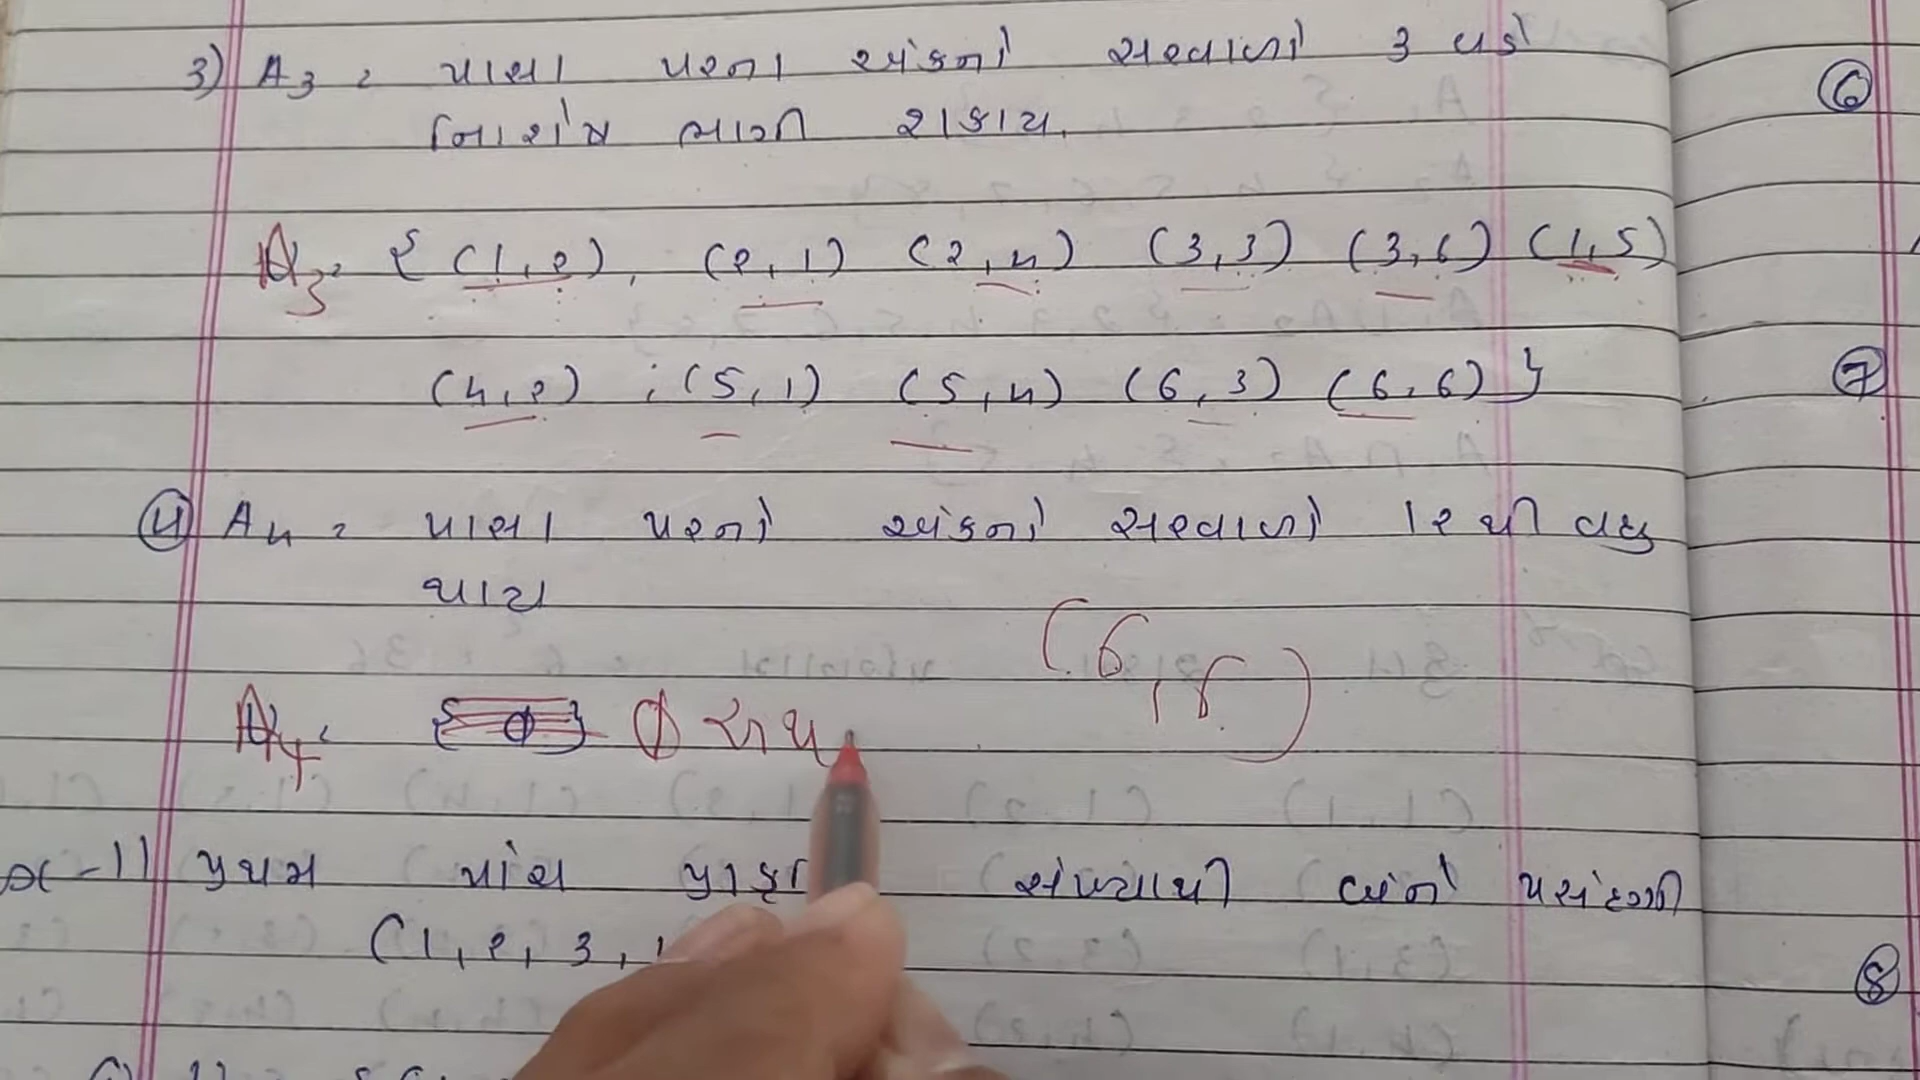 3) A3 = પાસા પરના અંકનો સરવાળો 3 વડે
નિઃશેષ ભાગી શકાય.
A3 = { (1,2), (2,1) (2,4) (3,3) (3,6) (1,5)
(4,2), (5,1) (5,4) (6,3) (6,6) }
(4) A4 = પાસા પરનો અંકનો સરવાળો 12 થી વધુ
થાય
(6,6)
A4 = {Φ} Φ
-1) પ્રથમ પાંચ પ્રાકૃ સંખ્યાથી બનતો પસંદગી
(1, 2, 3,
6
7
8